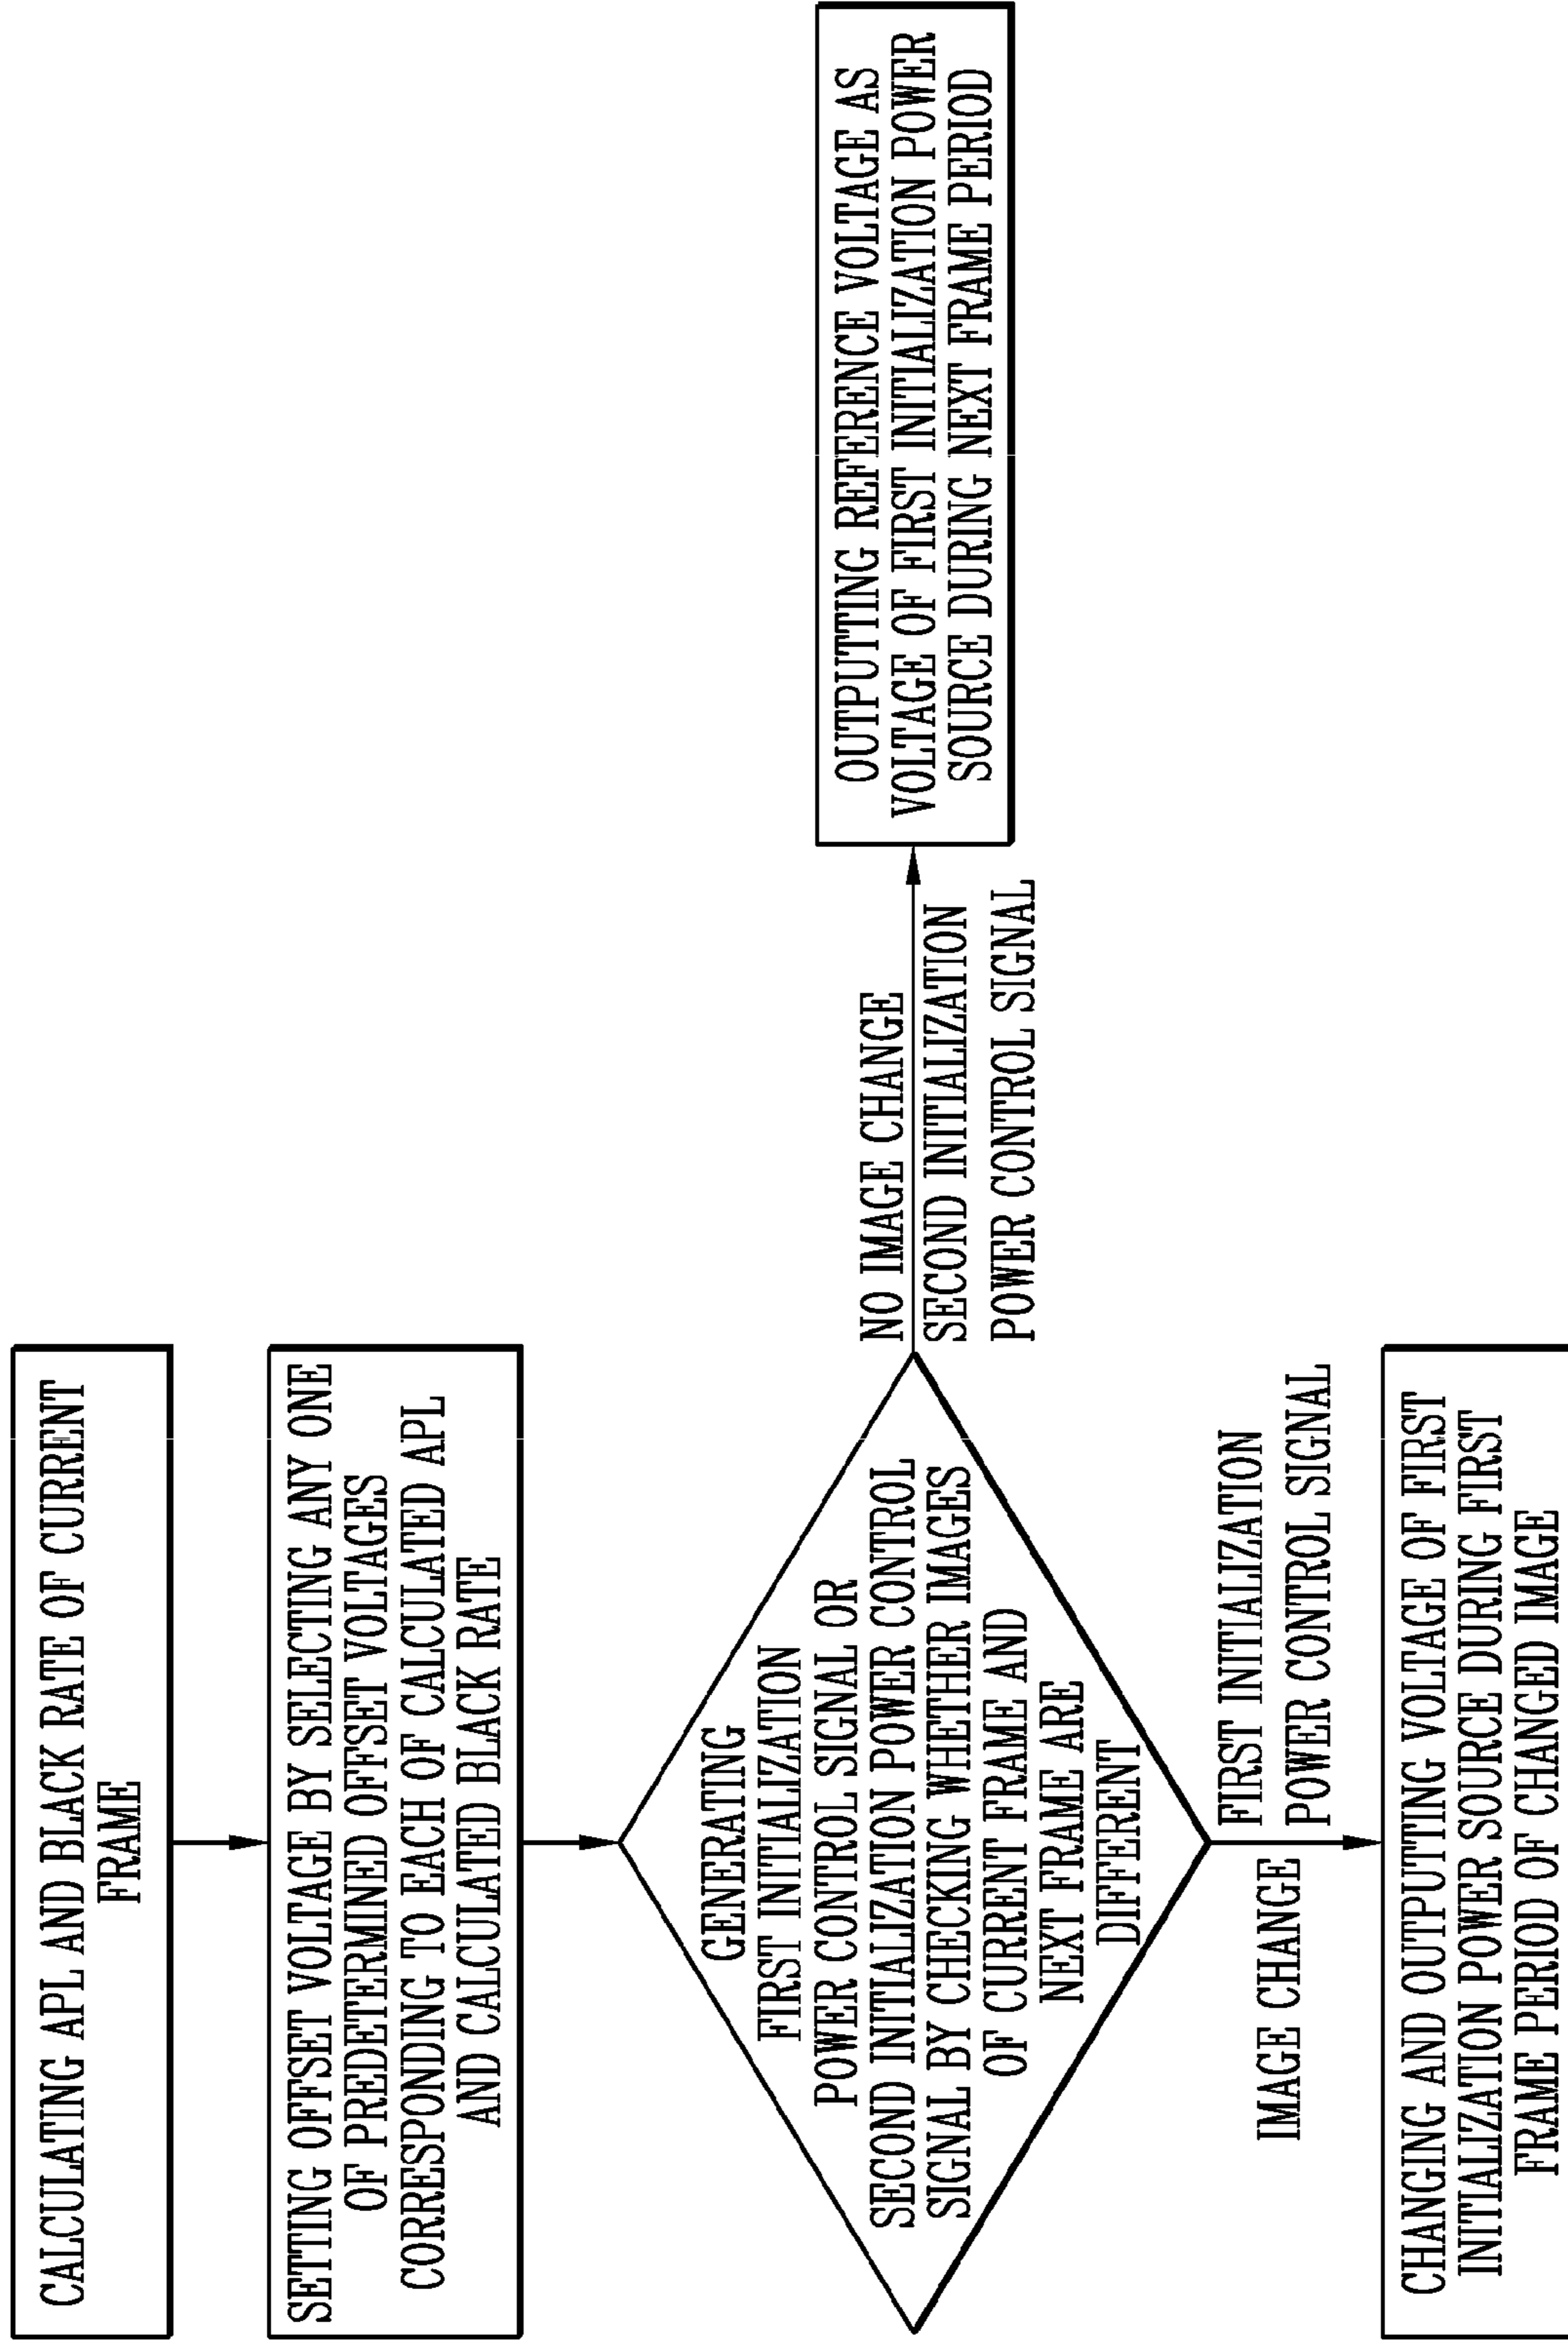 CALCULATING APL AND BLACK RATE OF CURRENT
FRAME
SETTING OFFSET VOLTAGE BY SELECTING ANY ONE
OF PREDETERMINED OFFSET VOLTAGES
CORRESPONDING TO EACH OF CALCULATED APL
AND CALCULATED BLACK RATE
GENERATING
FIRST INITIALIZATION
POWER CONTROL SIGNAL OR
SECOND INITIALIZATION POWER CONTROL
SIGNAL BY CHECKING WHETHER IMAGES
OF CURRENT FRAME AND
NEXT FRAME ARE
DIFFERENT
NO IMAGE CHANGE
SECOND INITIALIZATION
POWER CONTROL SIGNAL
OUTPUTTING REFERENCE VOLTAGE AS
VOLTAGE OF FIRST INITIALIZATION POWER
SOURCE DURING NEXT FRAME PERIOD
IMAGE CHANGE
FIRST INITIALIZATION
POWER CONTROL SIGNAL
CHANGING AND OUTPUTTING VOLTAGE OF FIRST
INITIALIZATION POWER SOURCE DURING FIRST
FRAME PERIOD OF CHANGED IMAGE